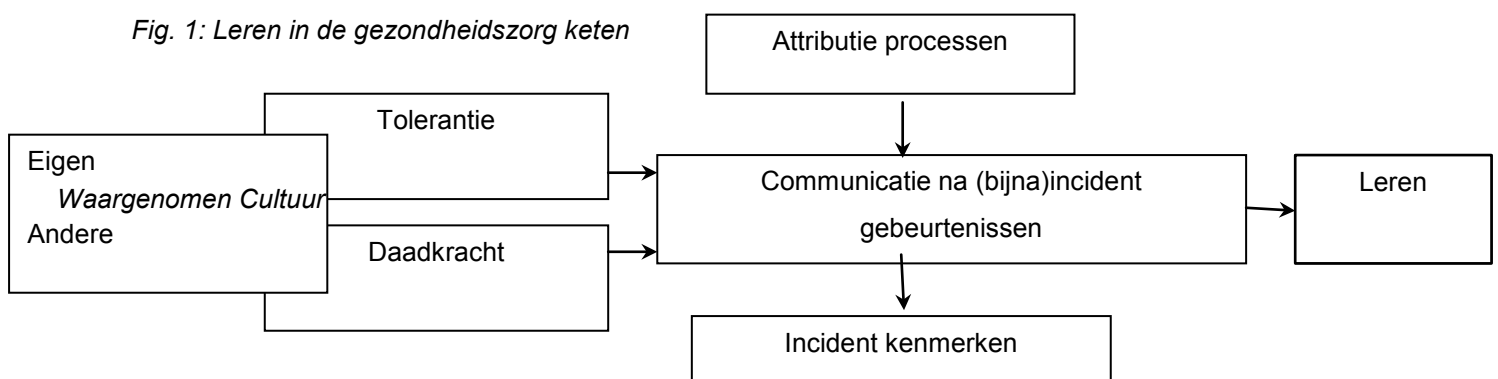 Fig. 1: Leren in de gezondheidszorg keten
Attributie processen
Tolerantie
Eigen
Waargenomen Cultuur
Andere
Daadkracht
Communicatie na (bijna)incident
gebeurtenissen
Leren
Incident kenmerken